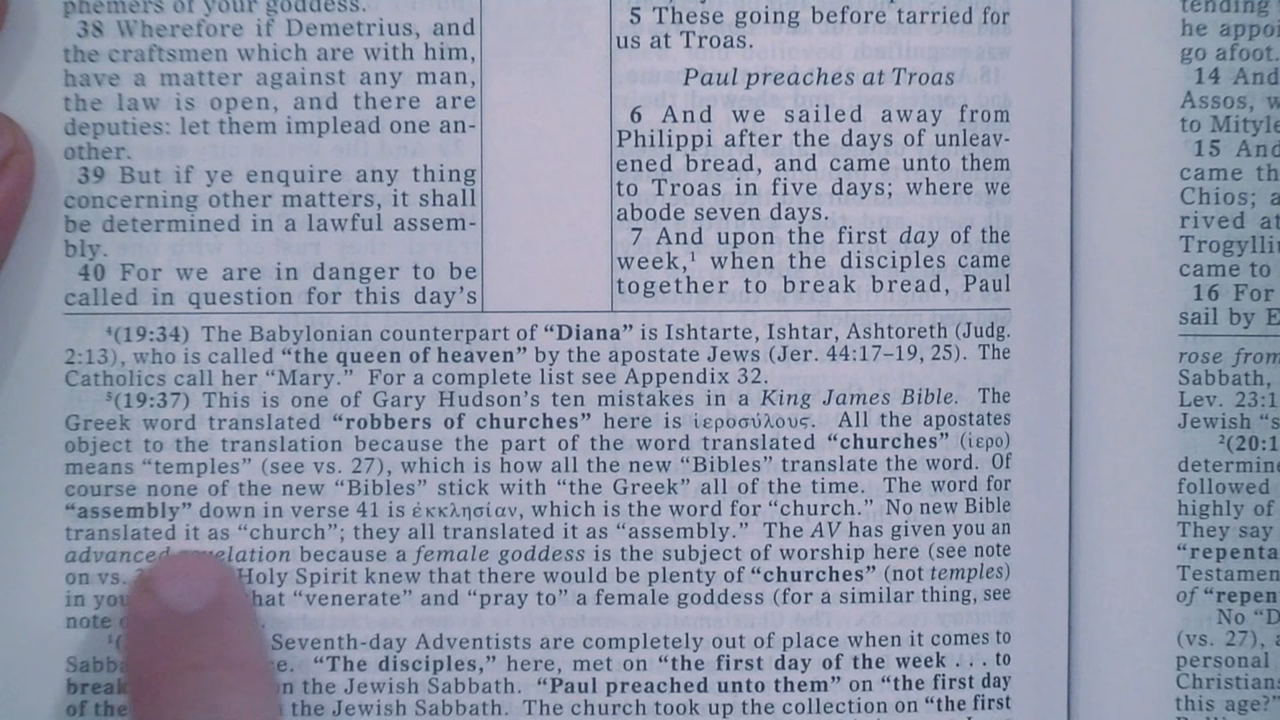 phemers of your goddess.
38 Wherefore if Demetrius, and
the craftsmen which are with him,
have a matter against any man,
the law is open, and there are
deputies: let them implead one an-
other.
39 But if ye enquire any thing
concerning other matters, it shall
be determined in a lawful assem-
bly.
40 For we are in danger to be
called in question for this day's
5 These going before tarried for
us at Troas.
Paul preaches at Troas
6 And we sailed away from
Philippi after the days of unleav-
ened bread, and came unto them
to Troas in five days; where we
abode seven days.
7 And upon the first day of the
week,¹ when the disciples came
together to break bread, Paul
⁴(19:34) The Babylonian counterpart of "Diana" is Ishtarte, Ishtar, Ashtoreth (Judg.
2:13), who is called "the queen of heaven" by the apostate Jews (Jer. 44:17–19, 25). The
Catholics call her "Mary." For a complete list see Appendix 32.
⁵(19:37) This is one of Gary Hudson's ten mistakes in a King James Bible. The
Greek word translated "robbers of churches" here is ἱεροσύλους. All the apostates
object to the translation because the part of the word translated "churches" (ἱερο)
means "temples" (see vs. 27), which is how all the new "Bibles" translate the word. Of
course none of the new "Bibles" stick with "the Greek" all of the time. The word for
"assembly" down in verse 41 is ἐκκλησίαν, which is the word for "church." No new Bible
translated it as "church"; they all translated it as "assembly." The AV has given you an
advanced revelation because a female goddess is the subject of worship here (see note
on vs. Holy Spirit knew that there would be plenty of "churches" (not temples)
in that "venerate" and "pray to" a female goddess (for a similar thing, see
note
¹( Seventh-day Adventists are completely out of place when it comes to
"The disciples," here, met on "the first day of the week . . . to
break the Jewish Sabbath. "Paul preached unto them" on "the first day
of the the Jewish Sabbath. The church took up the collection on "the first
tending
he appoi
go afoot.
14 And
Assos, w
to Mityle
15 And
came th
Chios; a
rived at
Trogylli
came to
16 For
sail by E
rose from
Sabbath,
Lev. 23:1
Jewish "s
²(20:1
determin
followed
highly of
They say
"repenta
Testamen
of "repen
No "D
(vs. 27), a
personal
Christians
this age?"